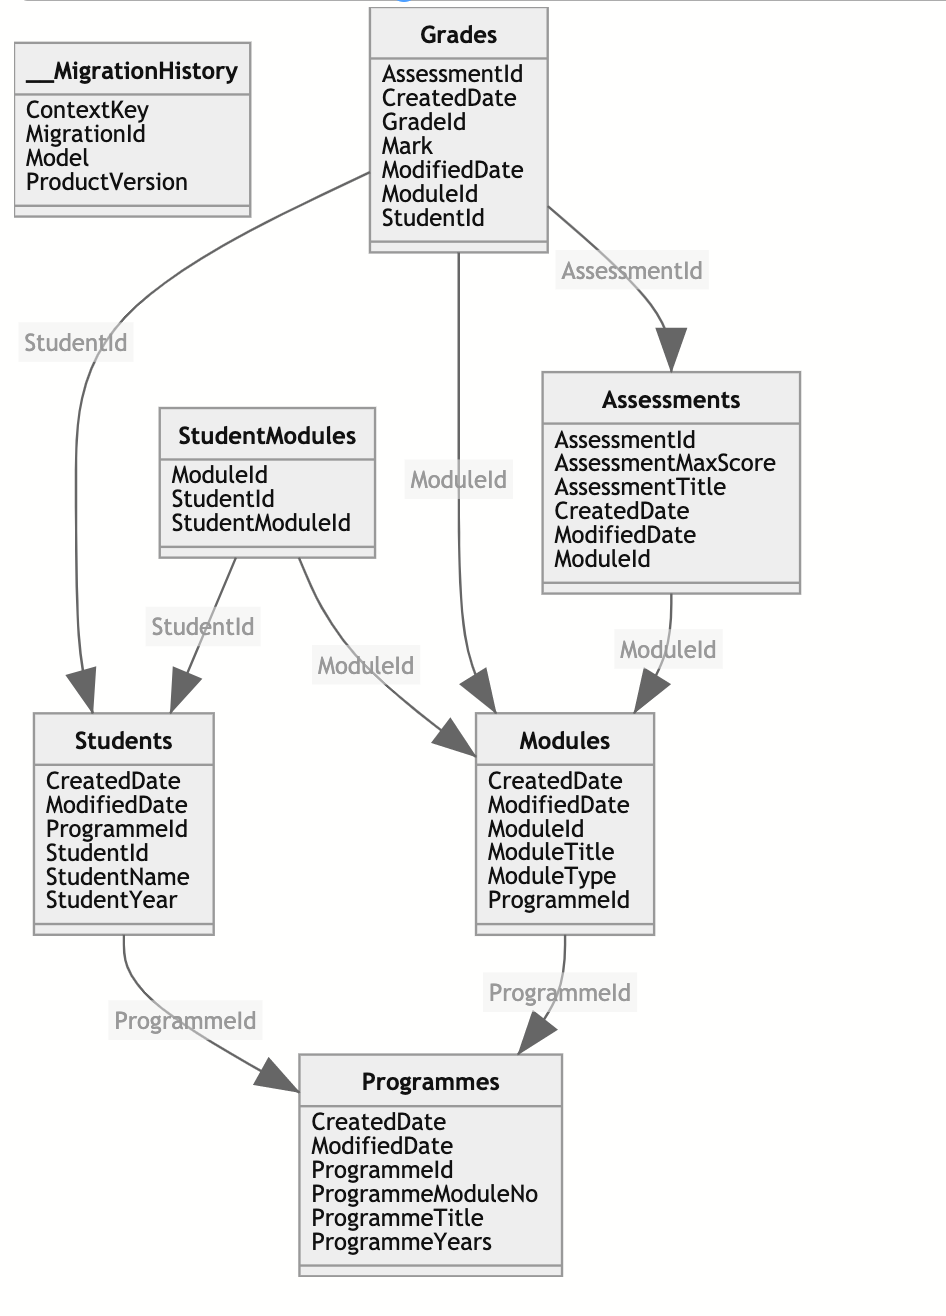 Grades
AssessmentId
CreatedDate
GradeId
Mark
ModifiedDate
ModuleId
StudentId
__MigrationHistory
ContextKey
MigrationId
Model
ProductVersion
AssessmentId
StudentId
ModuleId
Assessments
AssessmentId
AssessmentMaxScore
AssessmentTitle
CreatedDate
ModifiedDate
ModuleId
StudentModules
ModuleId
StudentId
StudentModuleId
StudentId
ModuleId
ModuleId
Students
CreatedDate
ModifiedDate
ProgrammeId
StudentId
StudentName
StudentYear
Modules
CreatedDate
ModifiedDate
ModuleId
ModuleTitle
ModuleType
ProgrammeId
ProgrammeId
ProgrammeId
Programmes
CreatedDate
ModifiedDate
ProgrammeId
ProgrammeModuleNo
ProgrammeTitle
ProgrammeYears